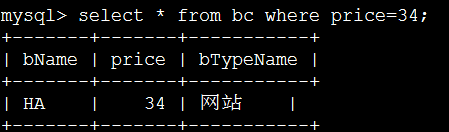 mysql> select * from bc where price=34;
+-------+-------+-----------+
| bName | price | bTypeName |
+-------+-------+-----------+
| HA    |    34 | 网站      |
+-------+-------+-----------+